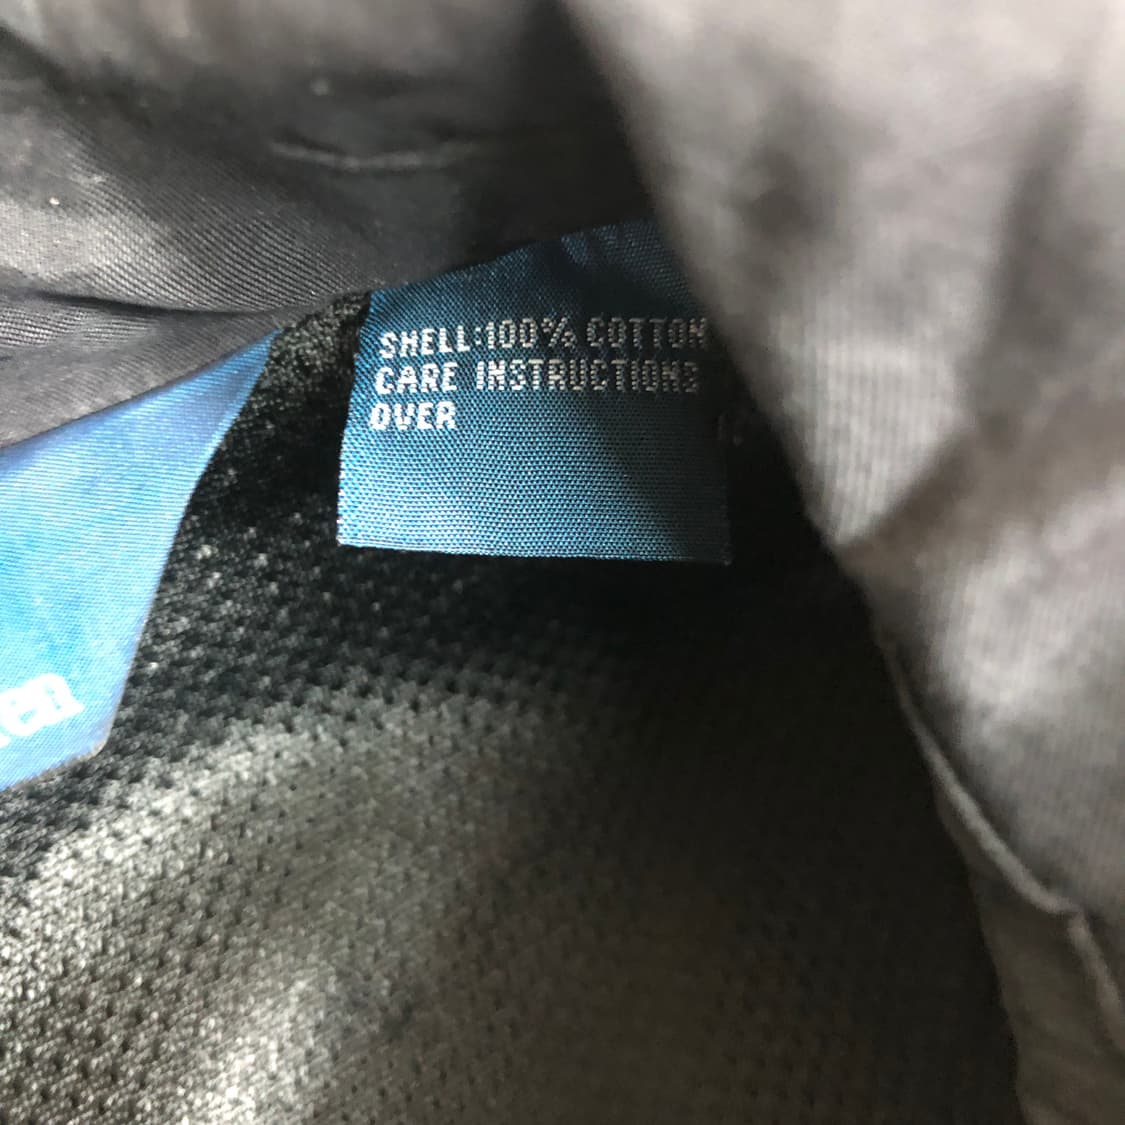 SHELL:100% COTTON
CARE INSTRUCTIONS
OVER